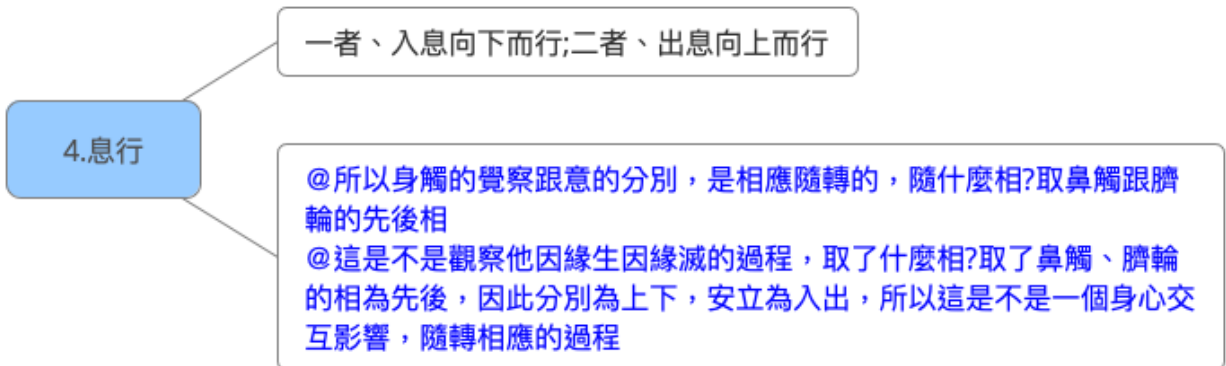 一者、入息向下而行;二者、出息向上而行
4.息行
@所以身觸的覺察跟意的分別，是相應隨轉的，隨什麼相?取鼻觸跟臍
輪的先後相
@這是不是觀察他因緣生因緣滅的過程，取了什麼相?取了鼻觸、臍輪
的相為先後，因此分別為上下，安立為入出，所以這是不是一個身心交
互影響，隨轉相應的過程